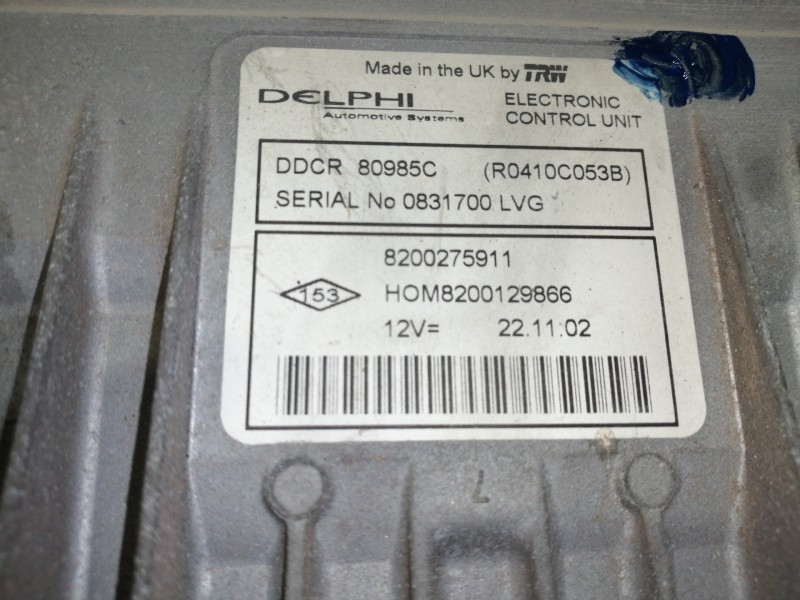 Made in the UK by TRW
DELPHI
Automotive Systems
ELECTRONIC
CONTROL UNIT
DDCR 80985C (R0410C053B)
SERIAL No 0831700 LVG
8200275911
153
HOM8200129866
12V= 22.11:02
7